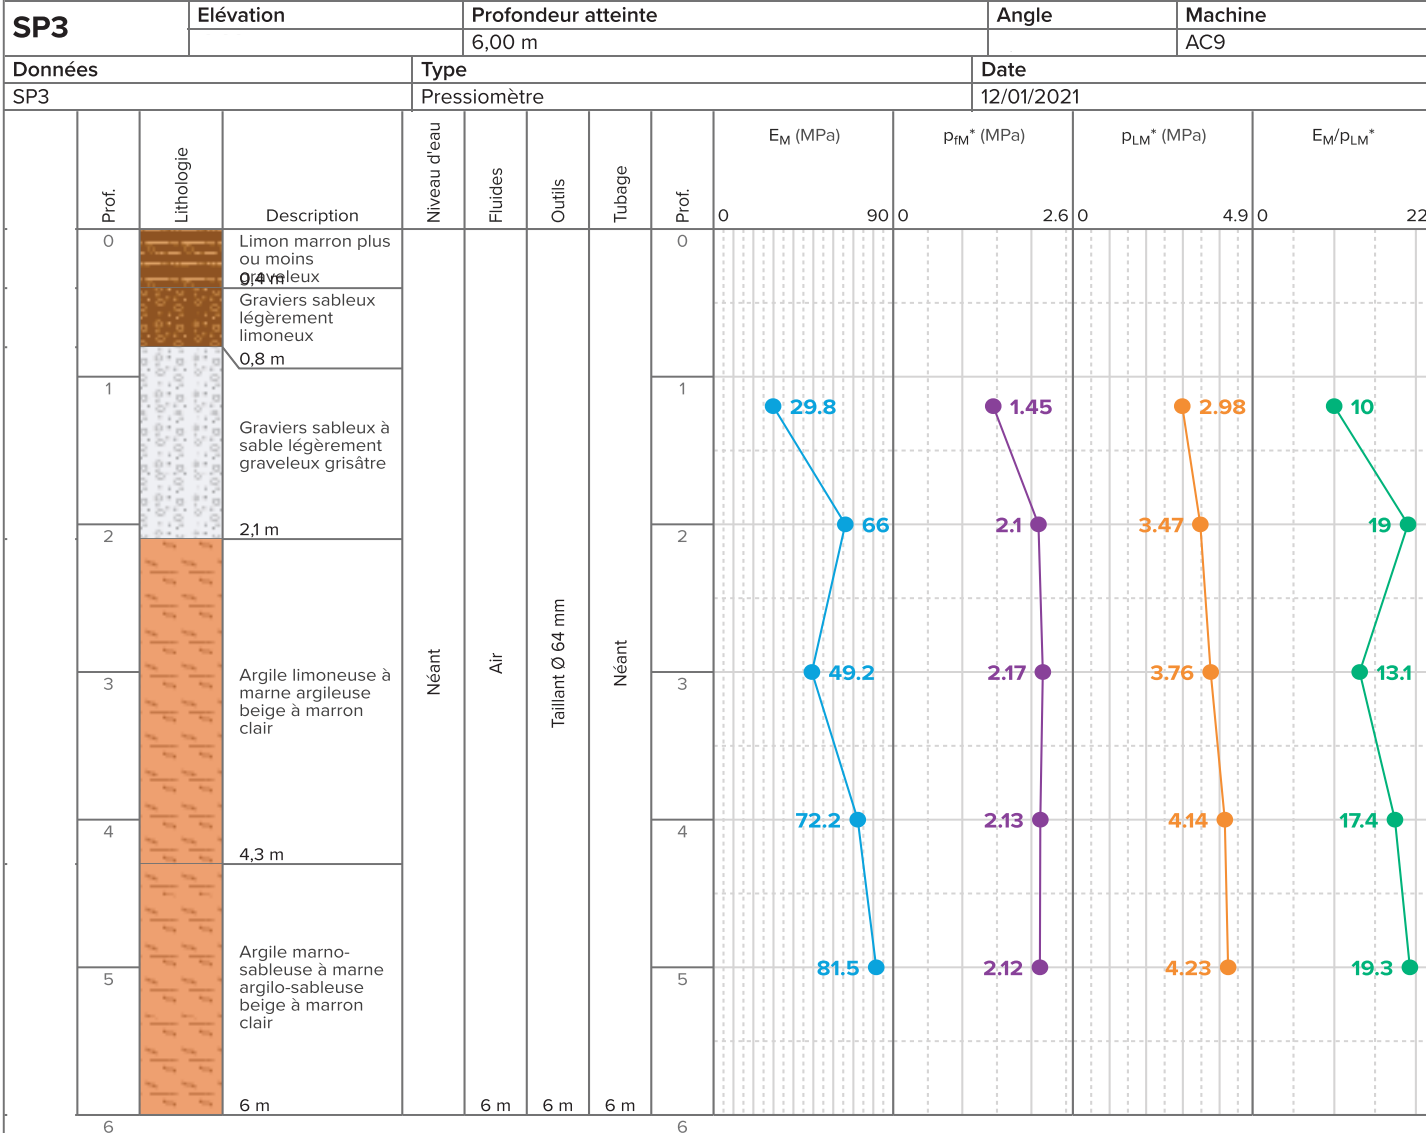 SP3
Elévation
Profondeur atteinte
Angle
Machine
6,00 m
AC9
Données
Type
Date
SP3
Pressiomètre
12/01/2021
Prof.
Lithologie
Description
Niveau d'eau
Fluides
Outils
Tubage
Prof.
EM (MPa)
pfM* (MPa)
pLM* (MPa)
EM/pLM*
0 90
0 2.6
0 4.9
0 22
0
1
2
3
4
5
6
Limon marron plus
ou moins
graveleux
0,4 m
Graviers sableux
légèrement
limoneux
0,8 m
Graviers sableux à
sable légèrement
graveleux grisâtre
2,1 m
Argile limoneuse à
marne argileuse
beige à marron
clair
4,3 m
Argile marno-
sableuse à marne
argilo-sableuse
beige à marron
clair
6 m
Néant
Air
6 m
Taillant Ø 64 mm
6 m
Néant
6 m
0
1
2
3
4
5
6
29.8
66
49.2
72.2
81.5
1.45
2.1
2.17
2.13
2.12
2.98
3.47
3.76
4.14
4.23
10
19
13.1
17.4
19.3